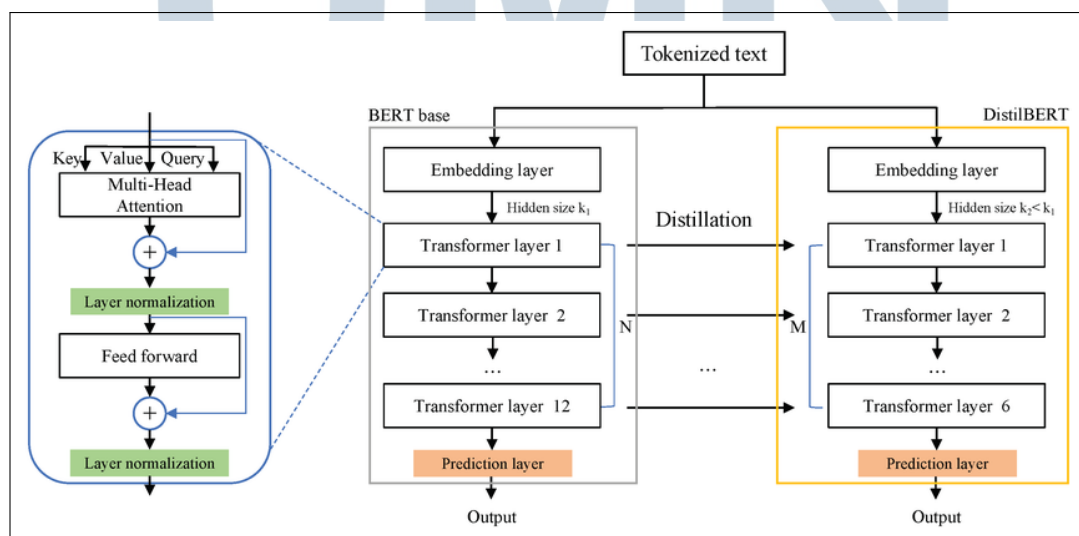 Tokenized text
BERT base
DistilBERT
Key Value Query
Multi-Head
Attention
+
Layer normalization
Feed forward
+
Layer normalization
Embedding layer
Hidden size k₁
Transformer layer 1
Transformer layer 2
...
Transformer layer 12
N
Prediction layer
Output
Distillation
...
Embedding layer
Hidden size k₂< k₁
Transformer layer 1
Transformer layer 2
...
Transformer layer 6
M
Prediction layer
Output